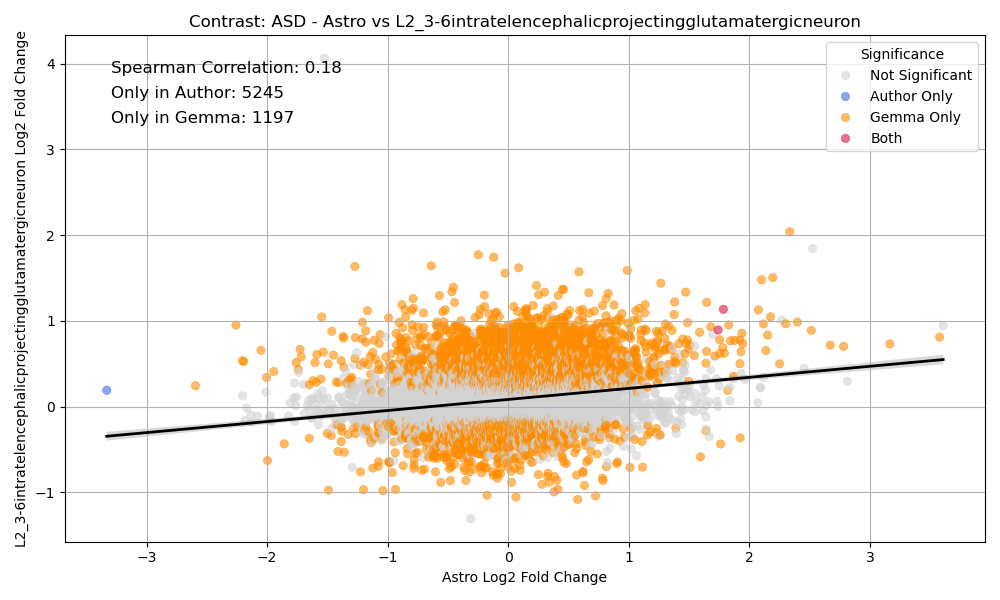 Contrast: ASD - Astro vs L2_3-6intratelencephalicprojectingglutamatergicneuron
Spearman Correlation: 0.18
Only in Author: 5245
Only in Gemma: 1197
Significance
Not Significant
Author Only
Gemma Only
Both
L2_3-6intratelencephalicprojectingglutamatergicneuron Log2 Fold Change
4
3
2
1
0
−1
−3
−2
−1
0
1
2
3
Astro Log2 Fold Change